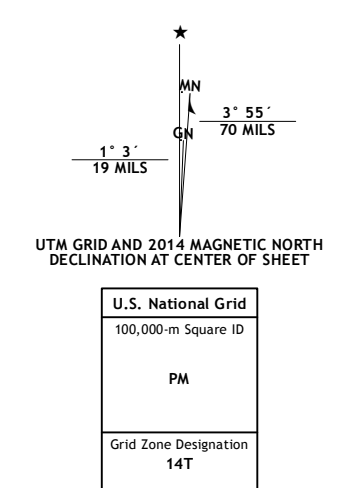 ★
MN
3° 55´
70 MILS
GN
1° 3´
19 MILS
UTM GRID AND 2014 MAGNETIC NORTH
DECLINATION AT CENTER OF SHEET
U.S. National Grid
100,000-m Square ID
PM
Grid Zone Designation
14T